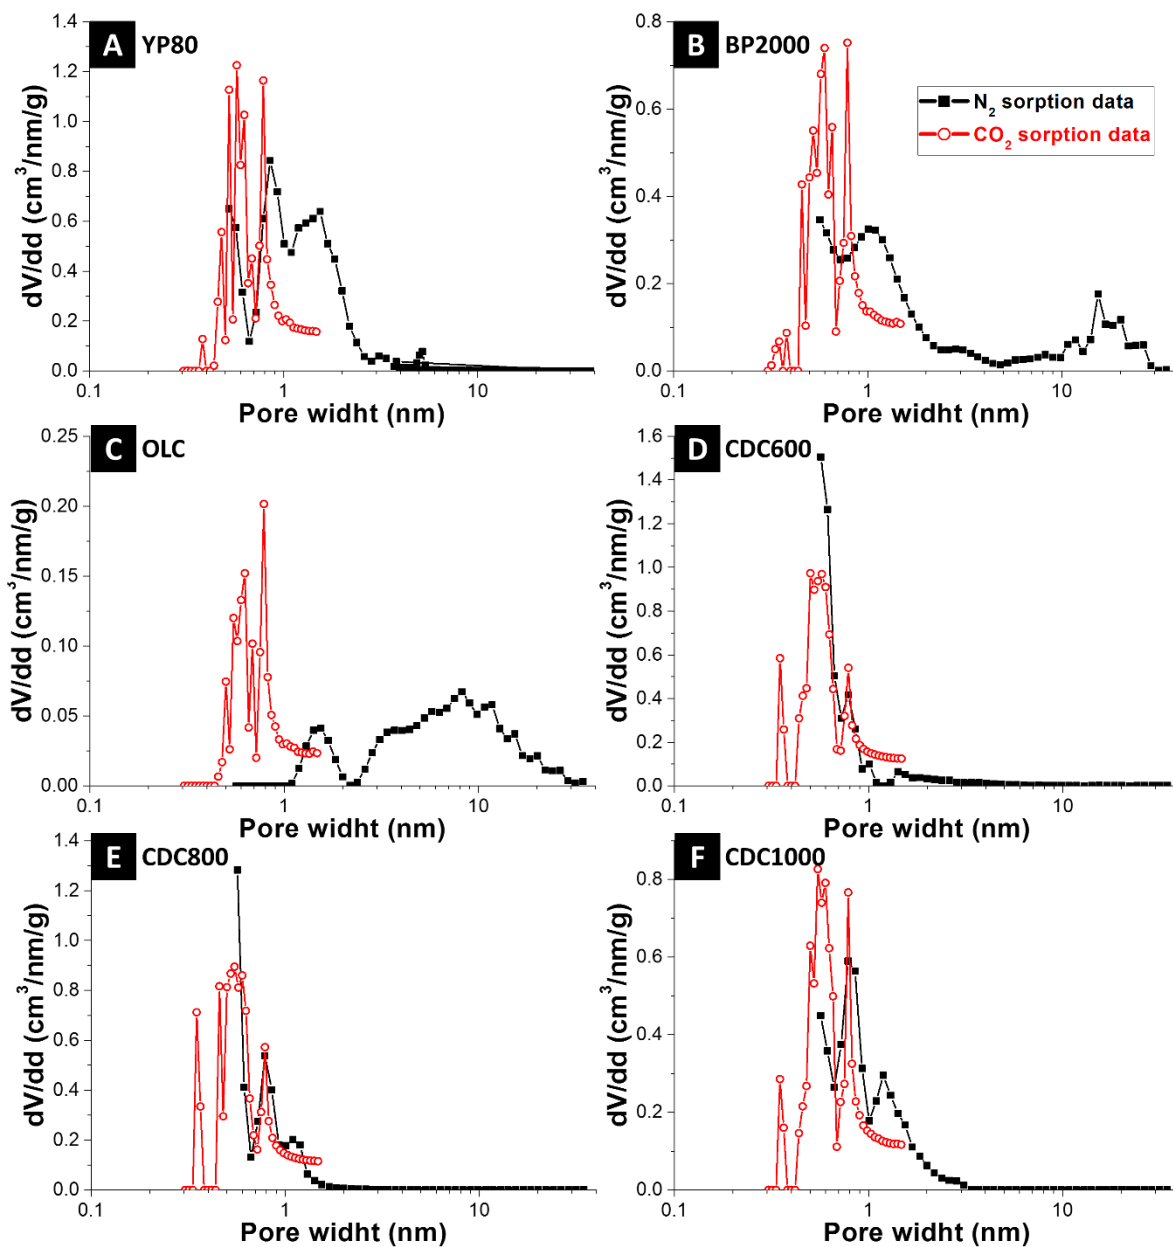 A YP80
1.4
1.2
1.0
0.8
0.6
0.4
0.2
0.0
dV/dd (cm³/nm/g)
0.1 1 10
Pore widht (nm)
B BP2000
N₂ sorption data
CO₂ sorption data
0.8
0.6
0.4
0.2
0.0
dV/dd (cm³/nm/g)
0.1 1 10
Pore widht (nm)
C OLC
0.25
0.20
0.15
0.10
0.05
0.00
dV/dd (cm³/nm/g)
0.1 1 10
Pore widht (nm)
D CDC600
1.6
1.4
1.2
1.0
0.8
0.6
0.4
0.2
0.0
dV/dd (cm³/nm/g)
0.1 1 10
Pore widht (nm)
E CDC800
1.4
1.2
1.0
0.8
0.6
0.4
0.2
0.0
dV/dd (cm³/nm/g)
0.1 1 10
Pore widht (nm)
F CDC1000
0.8
0.6
0.4
0.2
0.0
dV/dd (cm³/nm/g)
0.1 1 10
Pore widht (nm)